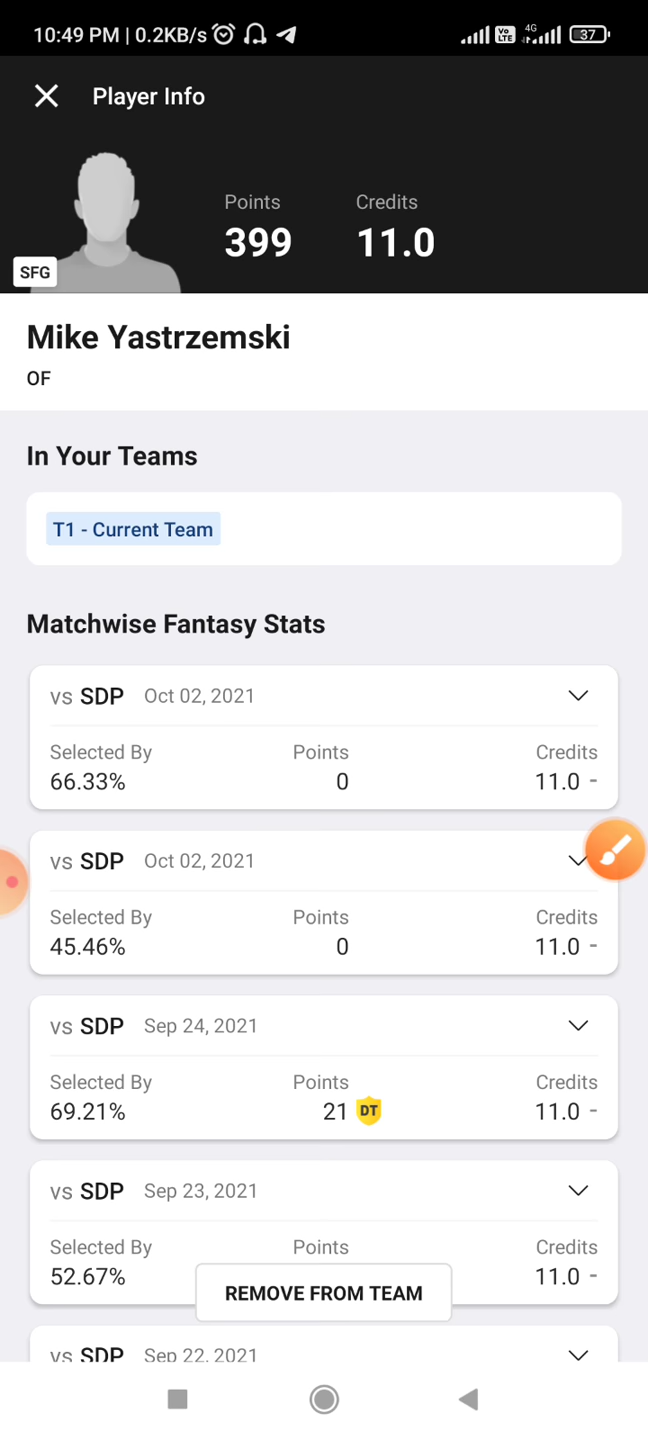 10:49 PM | 0.2KB/s Vo LTE 4G 37
Player Info
Points Credits
399 11.0
SFG
Mike Yastrzemski
OF
In Your Teams
T1 - Current Team
Matchwise Fantasy Stats
vs SDP Oct 02, 2021
Selected By Points Credits
66.33% 0 11.0 -
vs SDP Oct 02, 2021
Selected By Points Credits
45.46% 0 11.0 -
vs SDP Sep 24, 2021
Selected By Points Credits
69.21% 21 DT 11.0 -
vs SDP Sep 23, 2021
Selected By Points Credits
52.67% 11.0 -
REMOVE FROM TEAM
vs SDP Sep 22, 2021